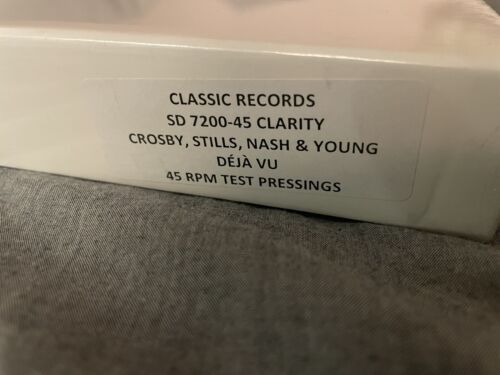 CLASSIC RECORDS
SD 7200-45 CLARITY
CROSBY, STILLS, NASH & YOUNG
DÉJÀ VU
45 RPM TEST PRESSINGS